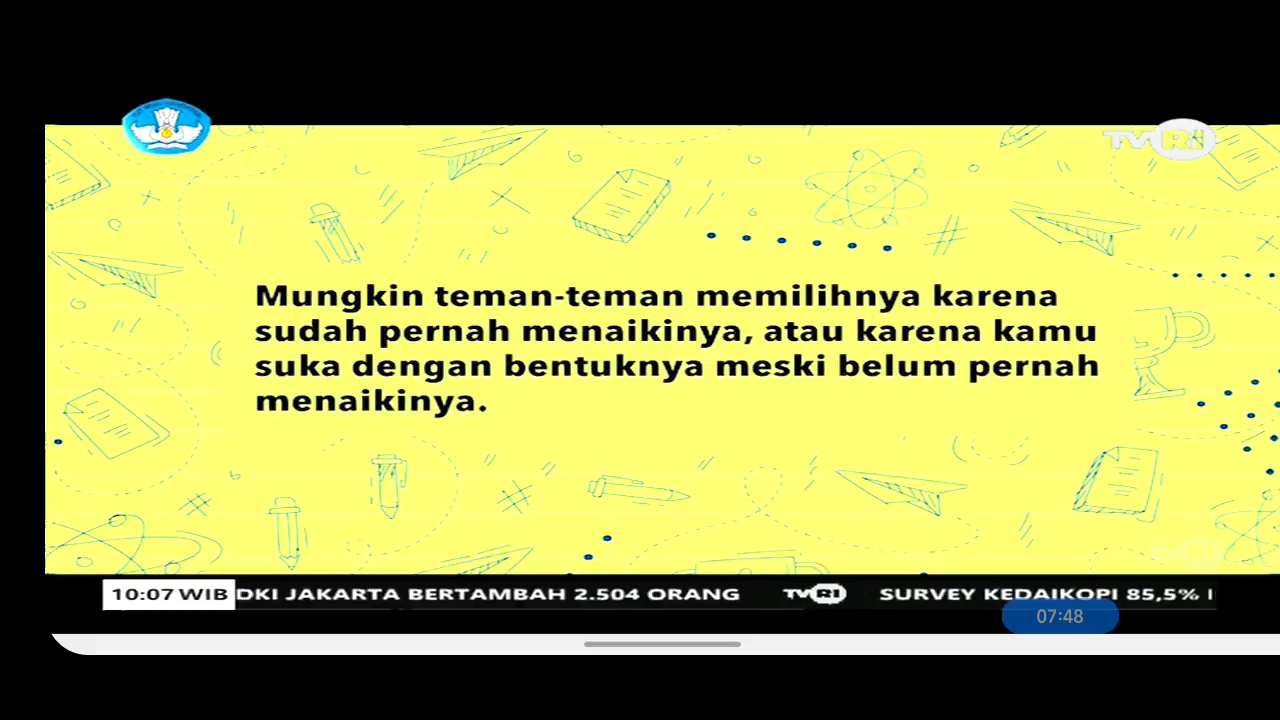 TVRI
Mungkin teman-teman memilihnya karena
sudah pernah menaikinya, atau karena kamu
suka dengan bentuknya meski belum pernah
menaikinya.
10:07 WIB DKI JAKARTA BERTAMBAH 2.504 ORANG TVRI SURVEY KEDAIKOPI 85,5%
07:48